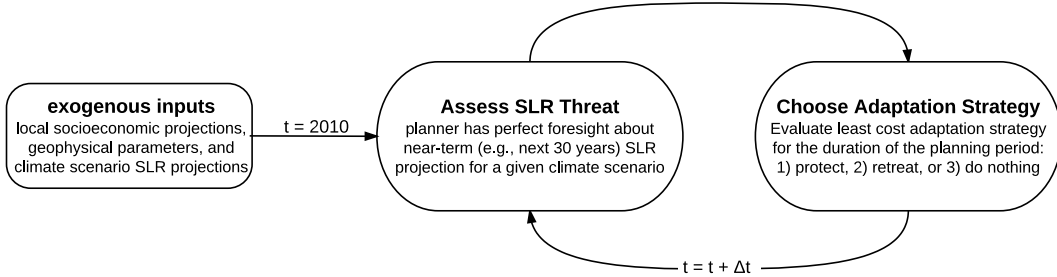 exogenous inputs
local socioeconomic projections,
geophysical parameters, and
climate scenario SLR projections
t = 2010
Assess SLR Threat
planner has perfect foresight about
near-term (e.g., next 30 years) SLR
projection for a given climate scenario
Choose Adaptation Strategy
Evaluate least cost adaptation strategy
for the duration of the planning period:
1) protect, 2) retreat, or 3) do nothing
t = t + Δt